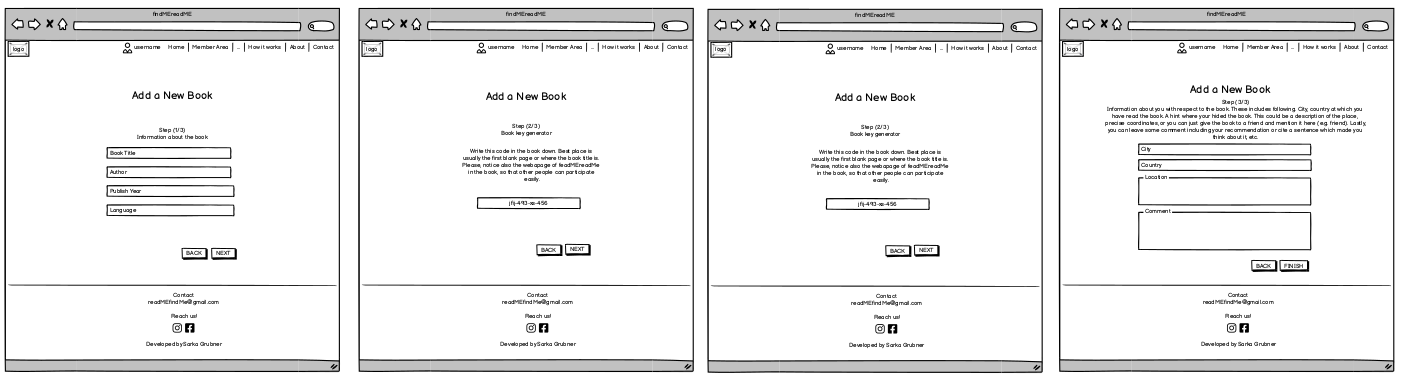 findMEreadME
logo
username Home Member Area ... How it works About Contact
Add a New Book
Step (1/3)
Information about the book
Book Title
Author
Publish Year
Language
BACK NEXT
Contact
readMEfindMe@gmail.com
Reach us!
Developed by Sarka Grubner
findMEreadME
logo
username Home Member Area ... How it works About Contact
Add a New Book
Step (2/3)
Book key generator
Write this code in the book down. Best place is
usually the first blank page or where the book title is.
Please, notice also the webapage of feadMEreadMe
in the book, so that other people can participate
easily.
jfij-493-xs-456
BACK NEXT
Contact
readMEfindMe@gmail.com
Reach us!
Developed by Sarka Grubner
findMEreadME
logo
username Home Member Area ... How it works About Contact
Add a New Book
Step (2/3)
Book key generator
Write this code in the book down. Best place is
usually the first blank page or where the book title is.
Please, notice also the webapage of feadMEreadMe
in the book, so that other people can participate
easily.
jfij-493-xs-456
BACK NEXT
Contact
readMEfindMe@gmail.com
Reach us!
Developed by Sarka Grubner
findMEreadME
logo
username Home Member Area ... How it works About Contact
Add a New Book
Step (3/3)
Information about you with respect to the book. These includes following. City, country at which you
have read the book. A hint where your hided the book. This could be a description of the place,
precise coordinates, or you can just give the book to a friend and mention it here (eg. friend). Lastly,
you can leave some comment including your recommendation or cite a sentence which made you
think about it, etc.
City
Country
Location
Comment
BACK FINISH
Contact
readMEfindMe@gmail.com
Reach us!
Developed by Sarka Grubner